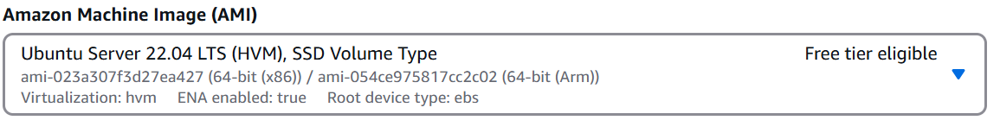 Amazon Machine Image (AMI)
Ubuntu Server 22.04 LTS (HVM), SSD Volume Type Free tier eligible
ami-023a307f3d27ea427 (64-bit (x86)) / ami-054ce975817cc2c02 (64-bit (Arm))
Virtualization: hvm ENA enabled: true Root device type: ebs